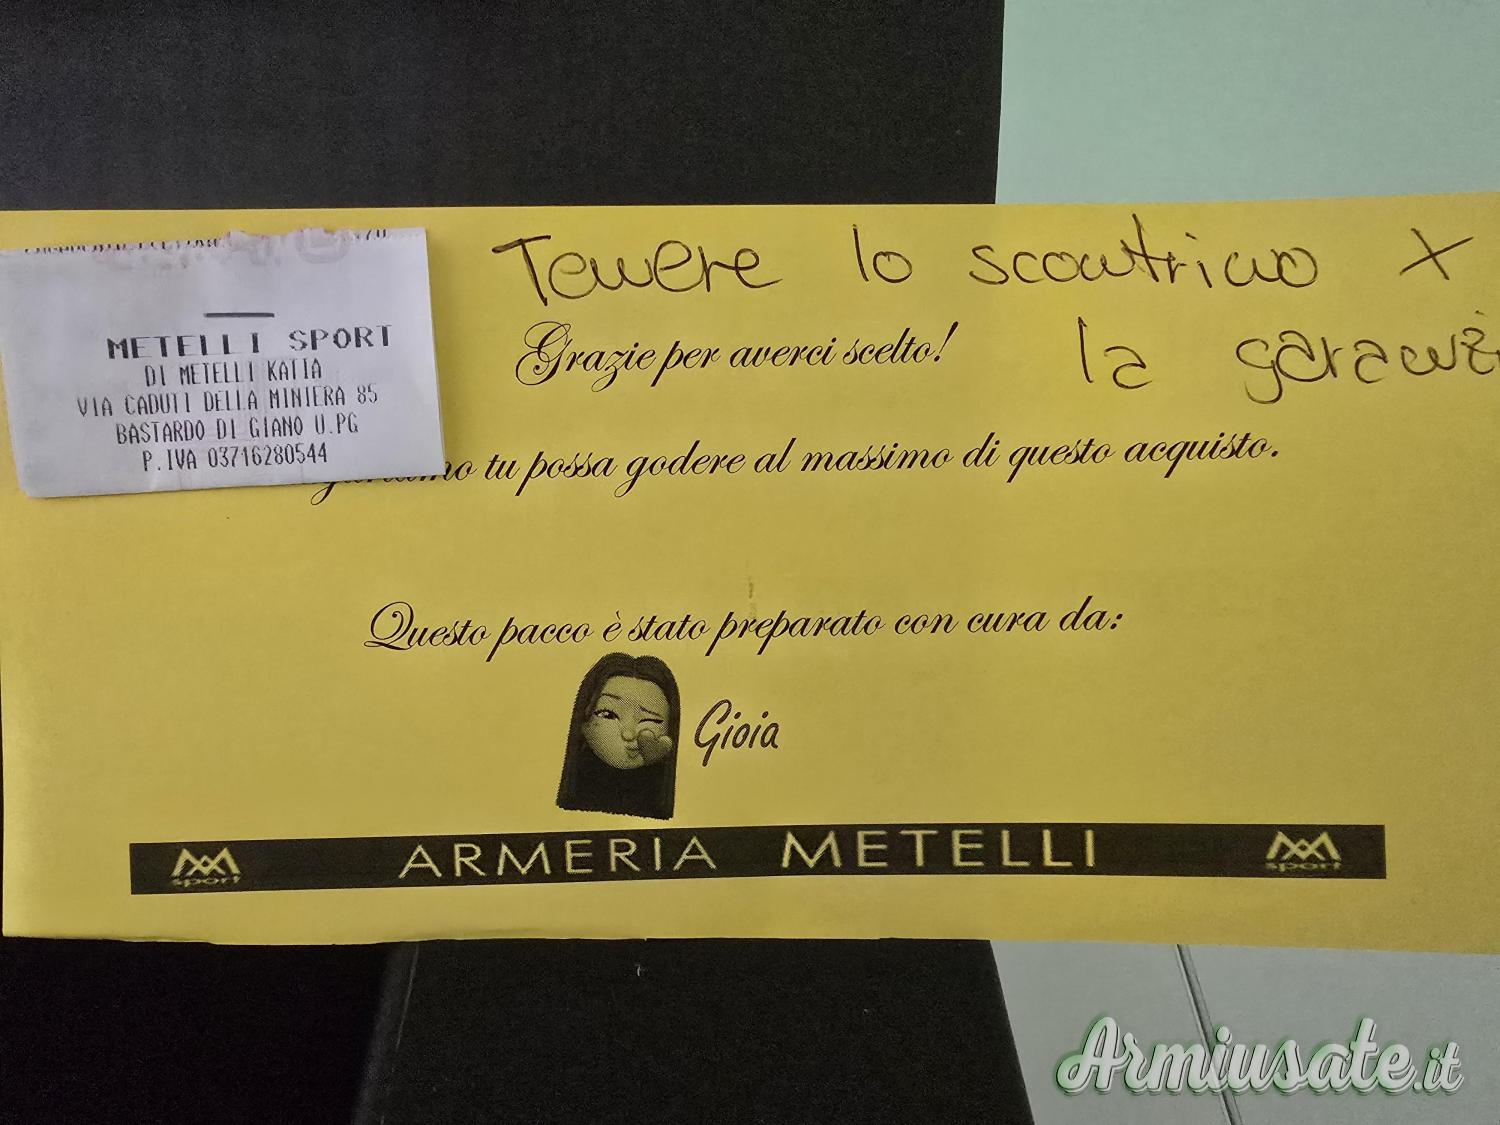 Tenere lo scontrino x
la
METELLI SPORT
DI METELLI KATIA
VIA CADUTI DELLA MINIERA 85
BASTARDO DI GIANO U.PG
P.IVA 03716280544
Grazie per averci scelto!
tu possa godere al massimo di questo acquisto.
Questo pacco è stato preparato con cura da:
Gioia
sport ARMERIA METELLI sport
Armiusate.it